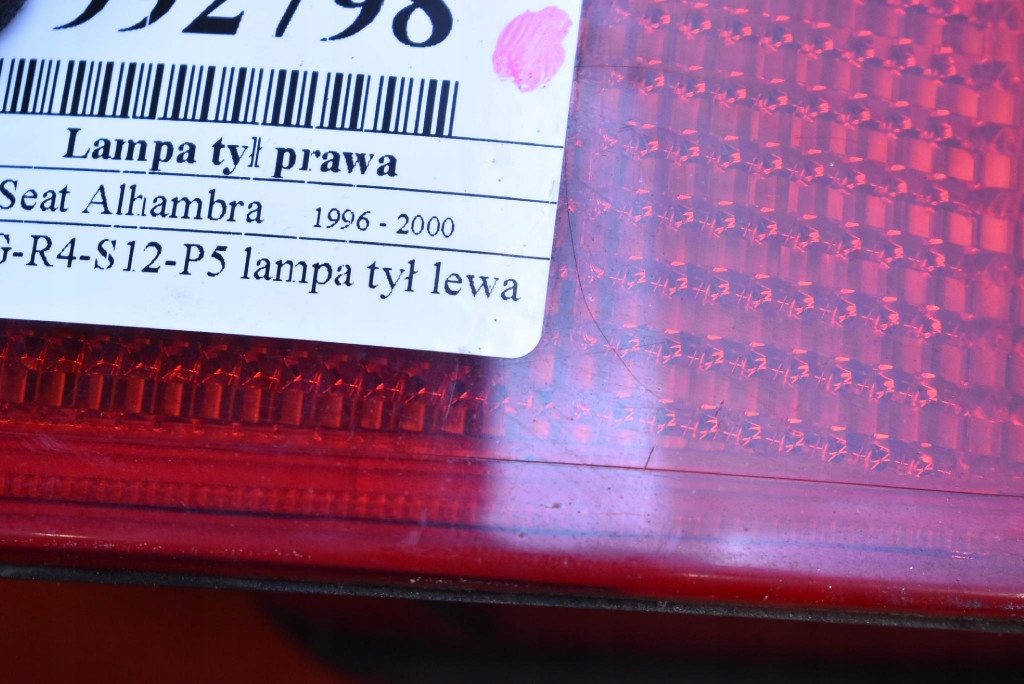 Lampa tył prawa
Seat Alhambra 1996 - 2000
G-R4-S12-P5 lampa tył lewa